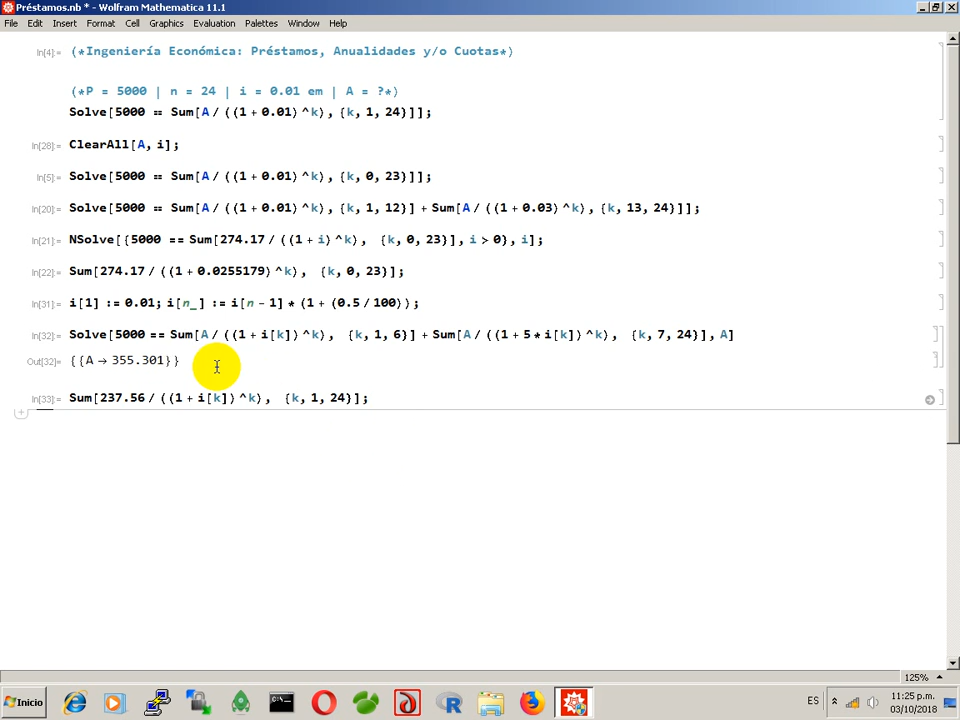 Préstamos.nb * - Wolfram Mathematica 11.1
File Edit Insert Format Cell Graphics Evaluation Palettes Window Help
In[4]:= (*Ingeniería Económica: Préstamos, Anualidades y/o Cuotas*)
(*P = 5000 | n = 24 | i = 0.01 em | A = ?*)
Solve[5000 == Sum[A/((1+0.01)^k), {k, 1, 24}]];
In[28]:= ClearAll[A, i];
In[5]:= Solve[5000 == Sum[A/((1+0.01)^k), {k, 0, 23}]];
In[20]:= Solve[5000 == Sum[A/((1+0.01)^k), {k, 1, 12}] + Sum[A/((1+0.03)^k), {k, 13, 24}]];
In[21]:= NSolve[{5000 == Sum[274.17/((1+i)^k), {k, 0, 23}], i > 0}, i];
In[22]:= Sum[274.17/((1+0.0255179)^k), {k, 0, 23}];
In[31]:= i[1] := 0.01; i[n_] := i[n-1]*(1+(0.5/100));
In[32]:= Solve[5000 == Sum[A/((1+i[k])^k), {k, 1, 6}] + Sum[A/((1+5*i[k])^k), {k, 7, 24}], A]
Out[32]= {{A → 355.301}}
In[33]:= Sum[237.56/((1+i[k])^k), {k, 1, 24}];
125%
Inicio
ES
11:25 p.m.
03/10/2018